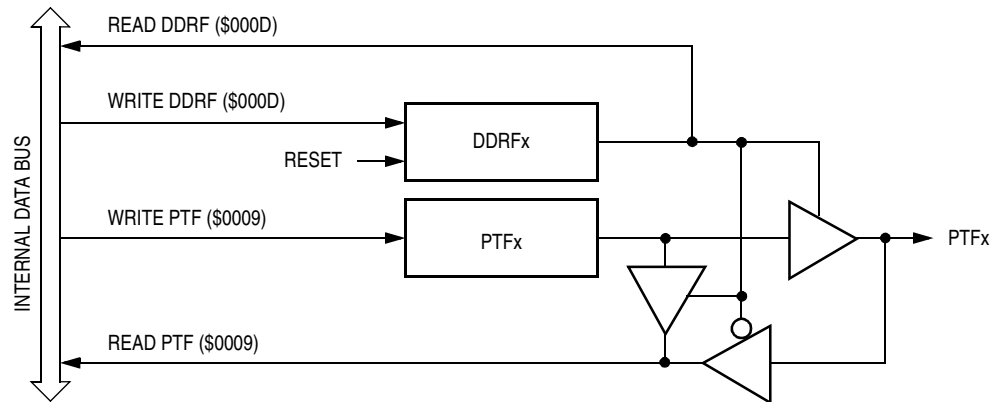 READ DDRF ($000D)
WRITE DDRF ($000D)
DDRFx
RESET
INTERNAL DATA BUS
WRITE PTF ($0009)
PTFx
PTFx
READ PTF ($0009)